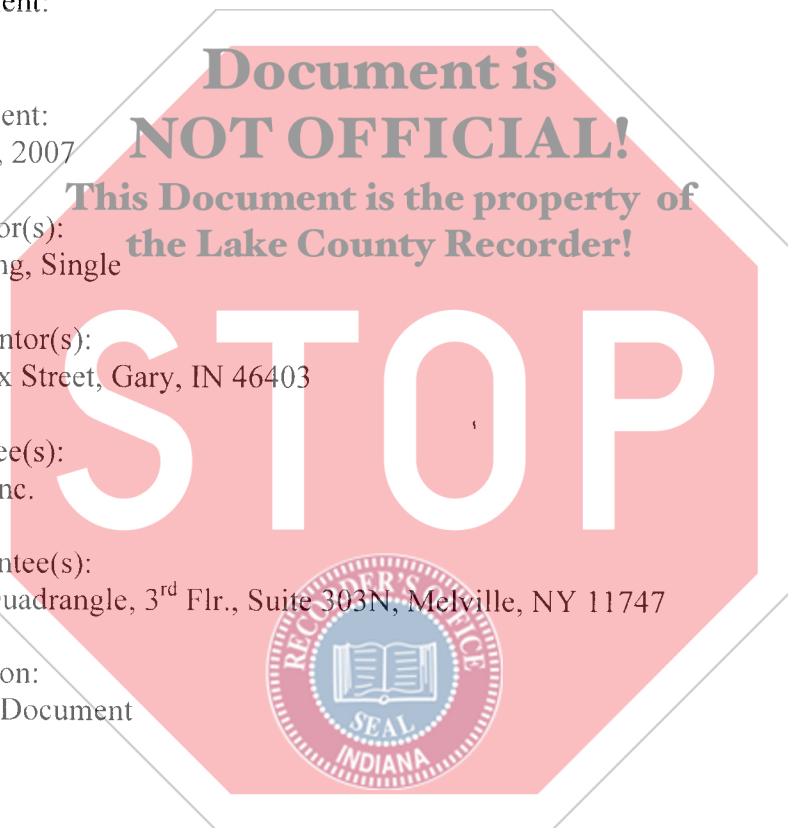 ent:
Document is
ent:
NOT OFFICIAL!
, 2007
This Document is the property of
or(s):
the Lake County Recorder!
ng, Single
ntor(s):
x Street, Gary, IN 46403
STOP
ee(s):
nc.
ntee(s):
uadrangle, 3rd Flr., Suite 303N, Melville, NY 11747
RECORDER'S OFFICE
on:
Document
SEAL
INDIANA